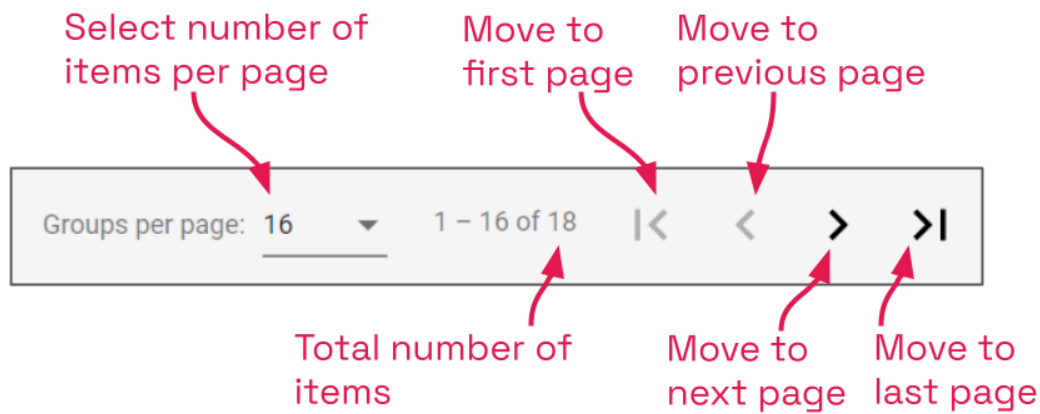 Select number of
items per page
Move to
first page
Move to
previous page
Groups per page: 16
1 – 16 of 18
Total number of
items
Move to
next page
Move to
last page